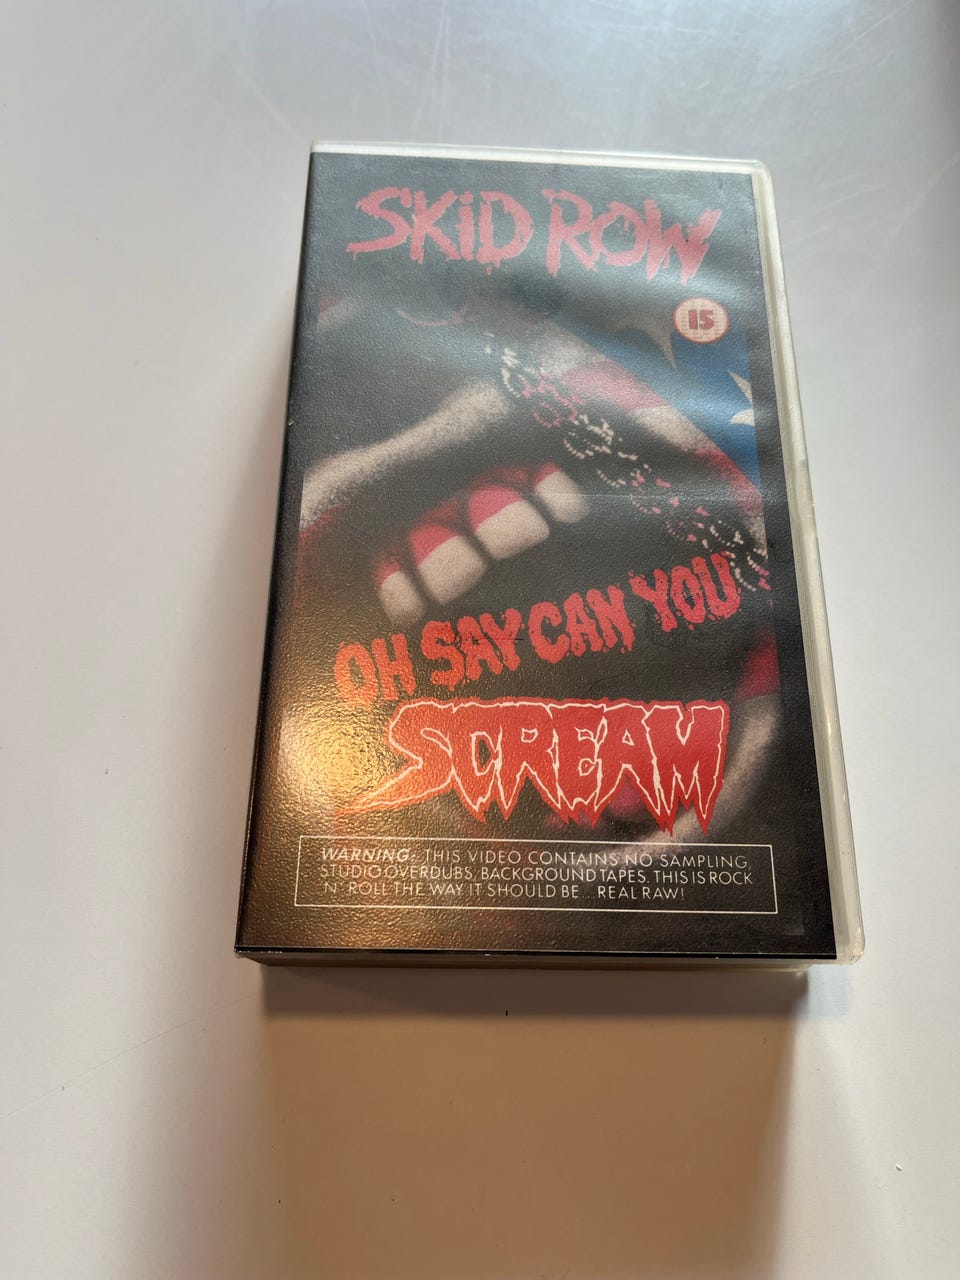 SKiD ROW
15
OH SAY CAN YOU
SCREAM
WARNING: THIS VIDEO CONTAINS NO SAMPLING,
STUDIO OVERDUBS, BACKGROUND TAPES. THIS IS ROCK
N' ROLL THE WAY IT SHOULD BE ... REAL RAW!